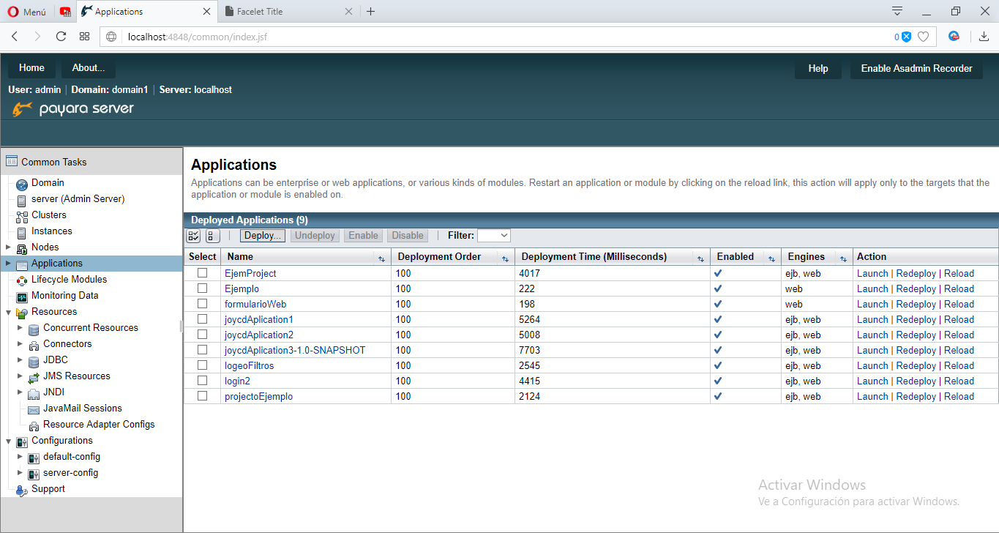 Menú
Applications
Facelet Title
localhost:4848/common/index.jsf
0
Home About...
Help Enable Asadmin Recorder
User: admin Domain: domain1 Server: localhost
payara server
Common Tasks
Domain
server (Admin Server)
Clusters
Instances
Nodes
Applications
Lifecycle Modules
Monitoring Data
Resources
Concurrent Resources
Connectors
JDBC
JMS Resources
JNDI
JavaMail Sessions
Resource Adapter Configs
Configurations
default-config
server-config
Support
Applications
Applications can be enterprise or web applications, or various kinds of modules. Restart an application or module by clicking on the reload link, this action will apply only to the targets that the
application or module is enabled on.
Deployed Applications (9)
Deploy... Undeploy Enable Disable Filter:
Select Name Deployment Order Deployment Time (Milliseconds) Enabled Engines Action
EjemProject 100 4017 ejb, web Launch | Redeploy | Reload
Ejemplo 100 222 web Launch | Redeploy | Reload
formularioWeb 100 198 web Launch | Redeploy | Reload
joycdAplication1 100 5264 ejb, web Launch | Redeploy | Reload
joycdAplication2 100 5008 ejb, web Launch | Redeploy | Reload
joycdAplication3-1.0-SNAPSHOT 100 7703 ejb, web Launch | Redeploy | Reload
logeoFiltros 100 2545 ejb, web Launch | Redeploy | Reload
login2 100 4415 ejb, web Launch | Redeploy | Reload
projectoEjemplo 100 2124 ejb, web Launch | Redeploy | Reload
Activar Windows
Ve a Configuración para activar Windows.